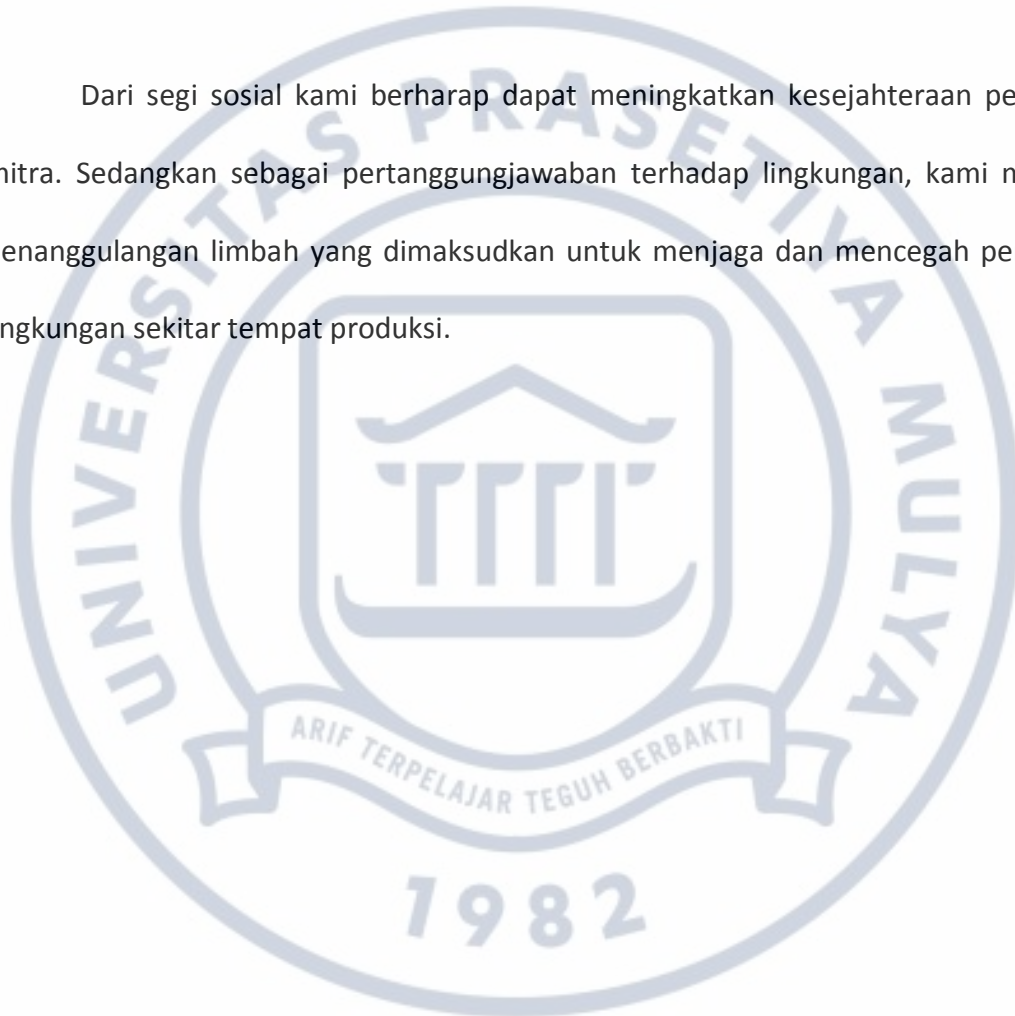 Dari segi sosial kami berharap dapat meningkatkan kesejahteraan pe
mitra. Sedangkan sebagai pertanggungjawaban terhadap lingkungan, kami m
enanggulangan limbah yang dimaksudkan untuk menjaga dan mencegah pe
ngkungan sekitar tempat produksi.
UNIVERSITAS PRASETIYA MULYA
ARIF TERPELAJAR TEGUH BERBAKTI
1982